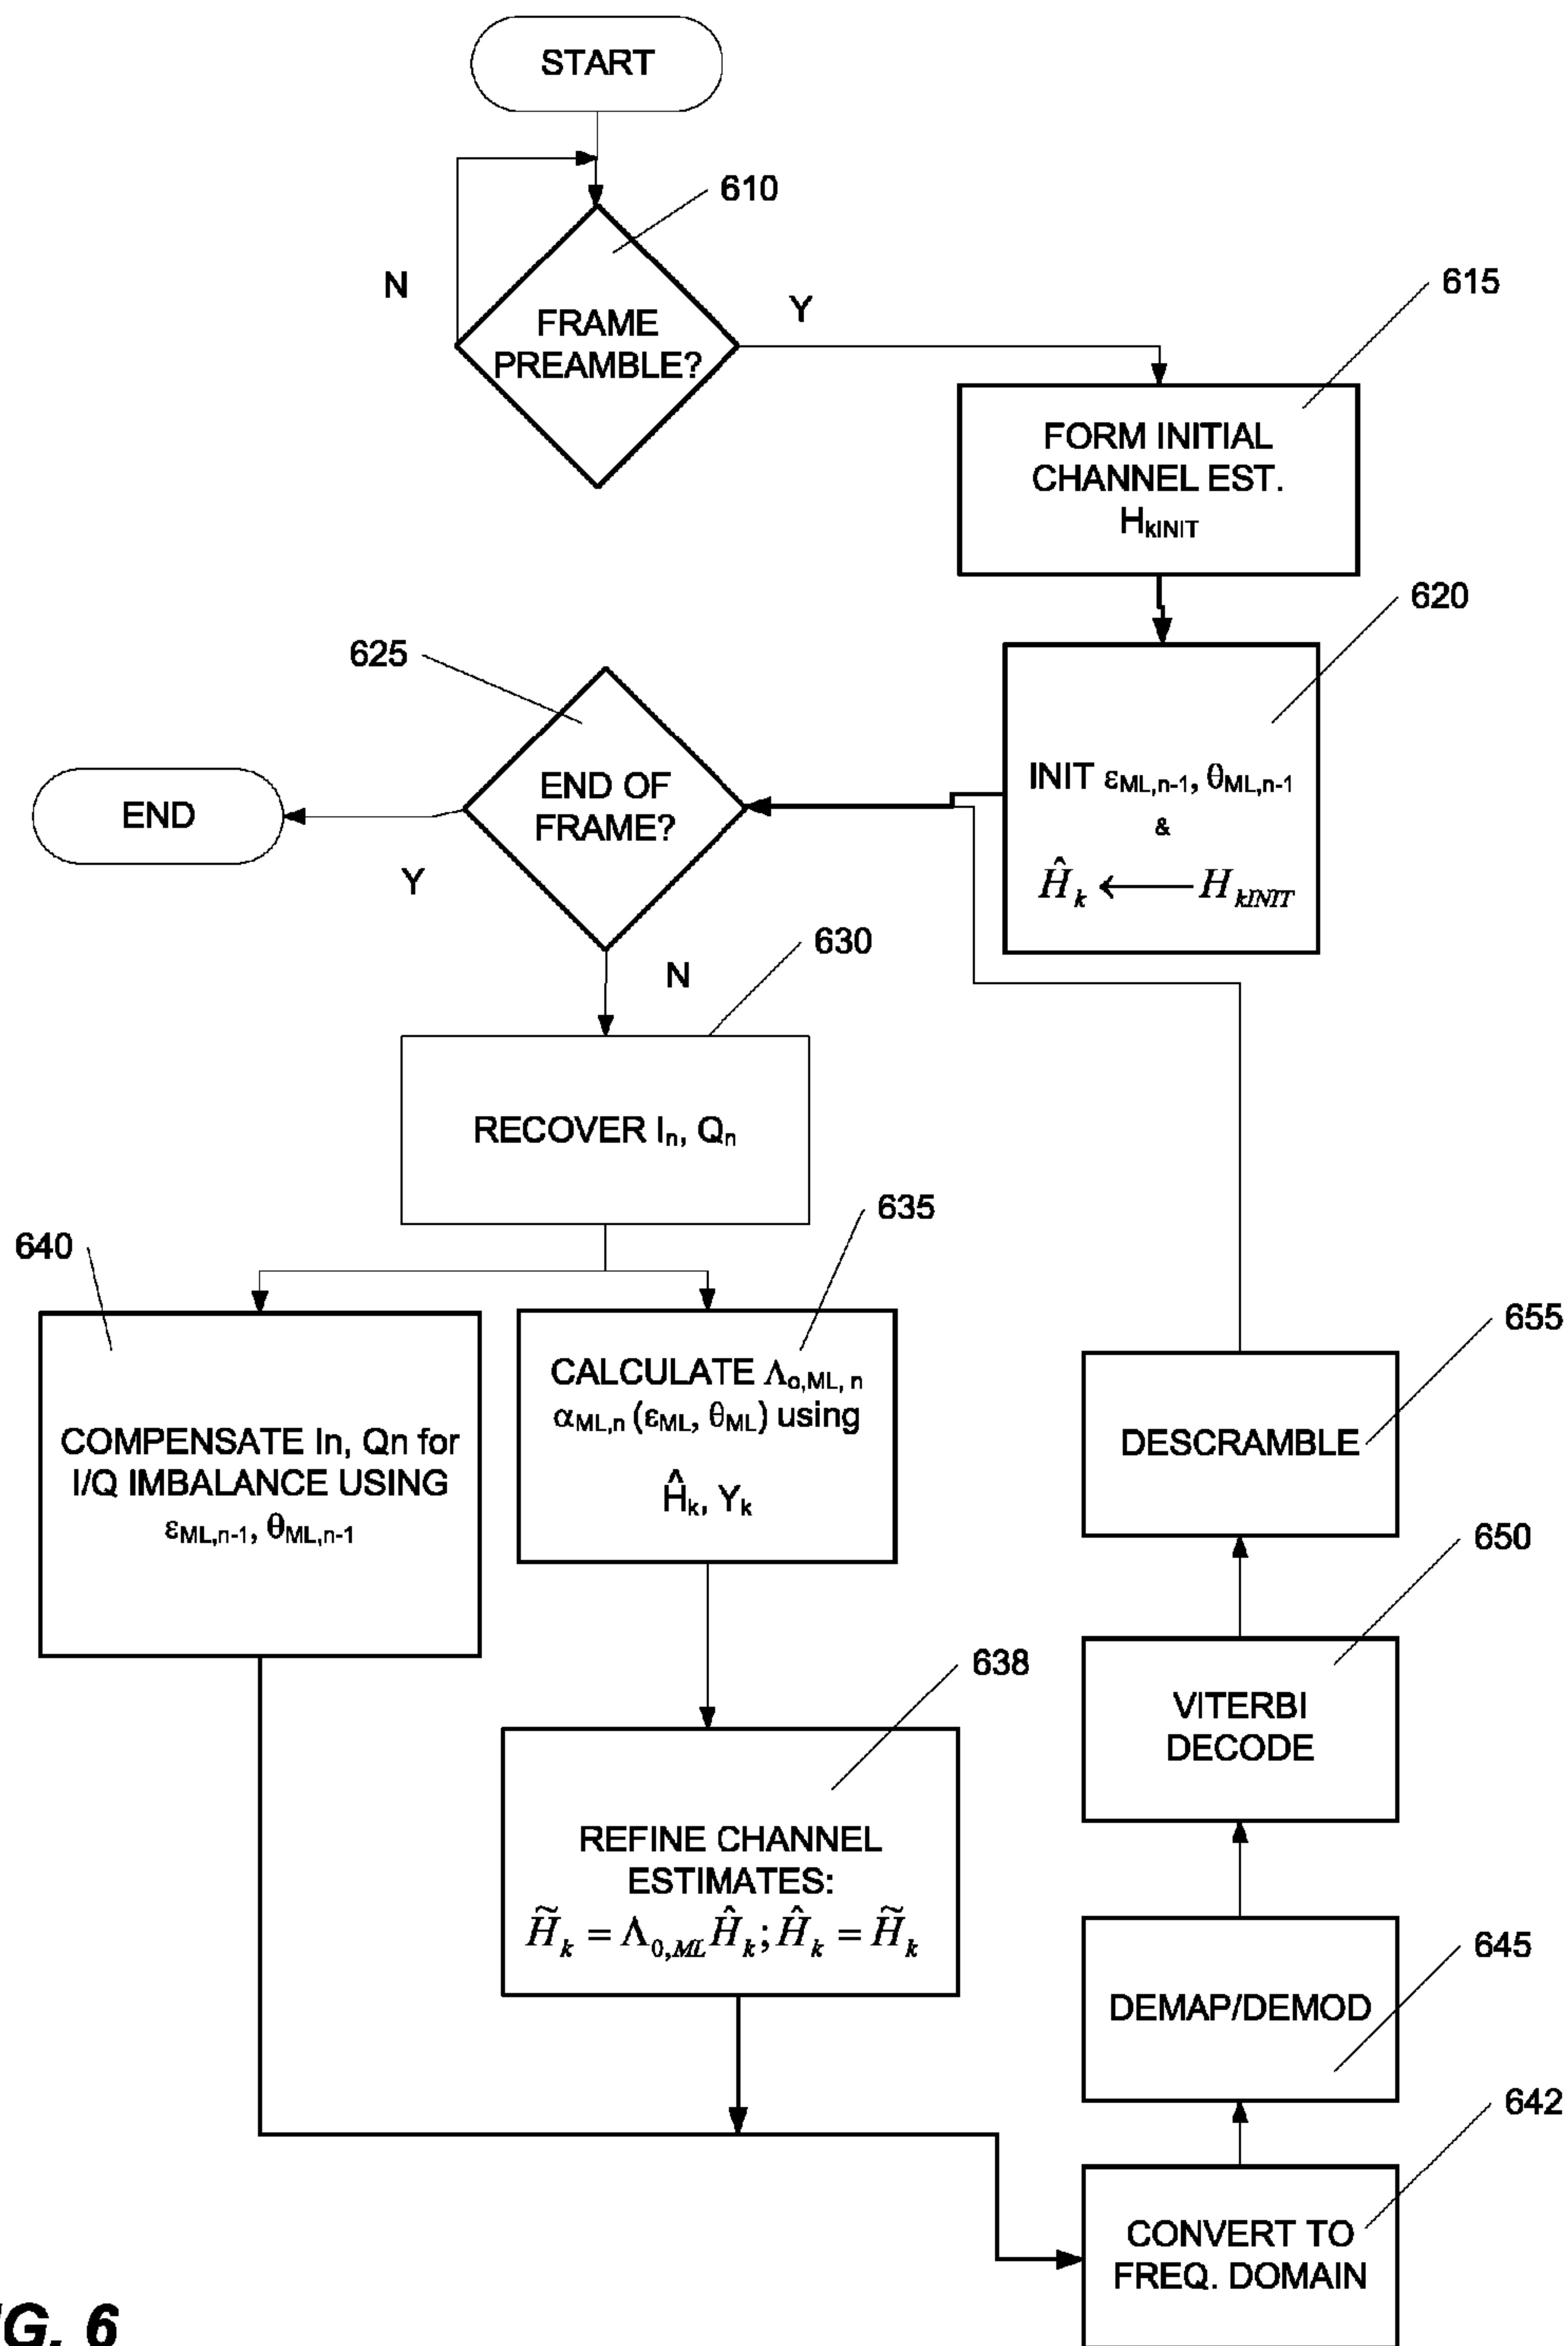 START
610
N
FRAME
PREAMBLE?
Y
615
FORM INITIAL
CHANNEL EST.
HkINIT
620
625
END OF
FRAME?
END
Y
INIT εML,n-1, θML,n-1
&
Ĥk ← HkINIT
N
630
RECOVER In, Qn
635
640
CALCULATE Λo,ML, n
αML,n (εML, θML) using
Ĥk, Yk
COMPENSATE In, Qn for
I/Q IMBALANCE USING
εML,n-1, θML,n-1
655
DESCRAMBLE
650
638
VITERBI
DECODE
REFINE CHANNEL
ESTIMATES:
H̃k = Λ0,ML Ĥk; Ĥk = H̃k
645
DEMAP/DEMOD
642
CONVERT TO
FREQ. DOMAIN
G. 6